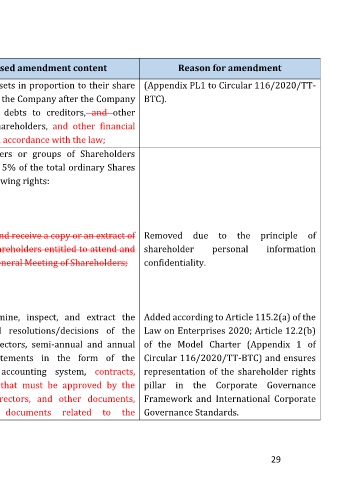 sed amendment content
Reason for amendment
sets in proportion to their share
the Company after the Company
debts to creditors, and other
areholders, and other financial
accordance with the law;
(Appendix PL1 to Circular 116/2020/TT-
BTC).
ers or groups of Shareholders
5% of the total ordinary Shares
wing rights:
nd receive a copy or an extract of
areholders entitled to attend and
eneral Meeting of Shareholders;
Removed due to the principle of
shareholder personal information
confidentiality.
mine, inspect, and extract the
d resolutions/decisions of the
ectors, semi-annual and annual
tements in the form of the
accounting system, contracts,
that must be approved by the
rectors, and other documents,
documents related to the
Added according to Article 115.2(a) of the
Law on Enterprises 2020; Article 12.2(b)
of the Model Charter (Appendix 1 of
Circular 116/2020/TT-BTC) and ensures
representation of the shareholder rights
pillar in the Corporate Governance
Framework and International Corporate
Governance Standards.
29